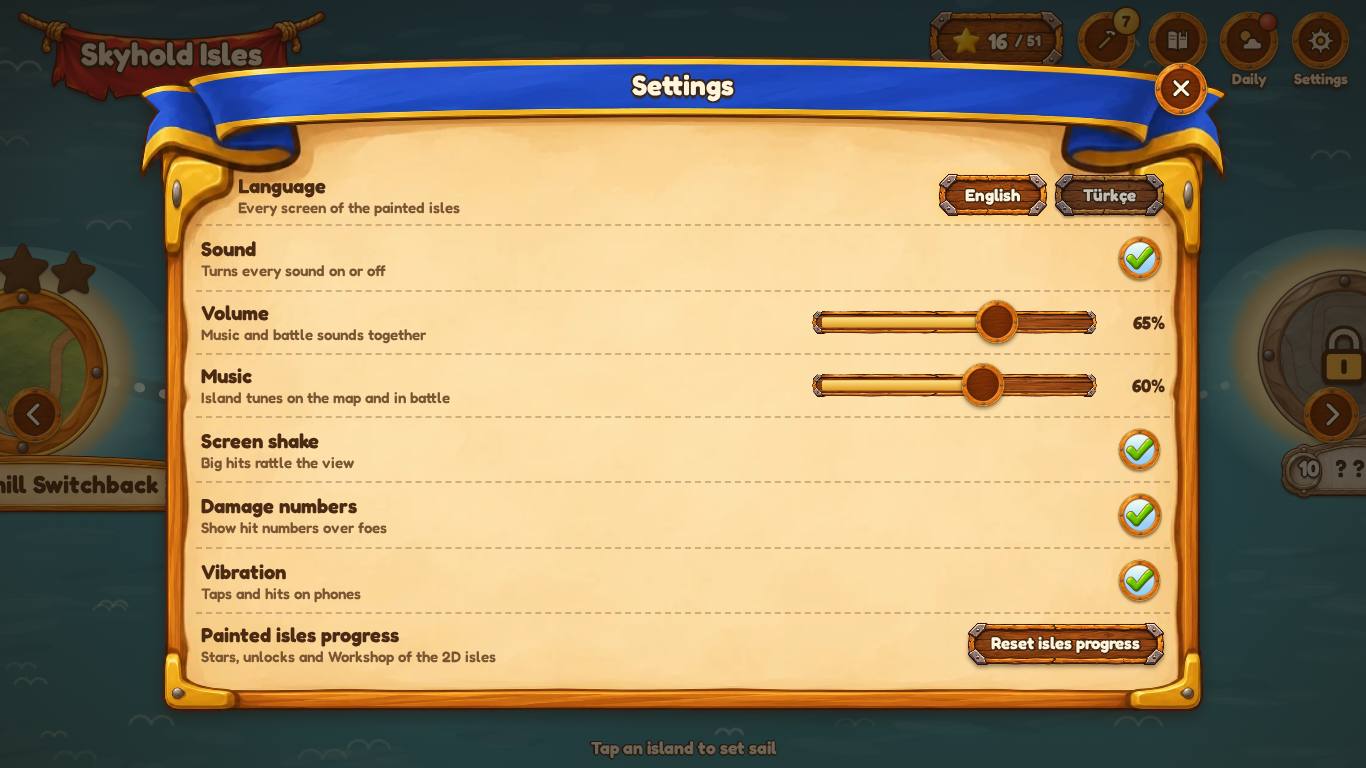 Skyhold Isles
16 / 51
7
Daily
Settings
Settings
Language
Every screen of the painted isles
English
Türkçe
Sound
Turns every sound on or off
Volume
Music and battle sounds together
65%
Music
Island tunes on the map and in battle
60%
Screen shake
Big hits rattle the view
Damage numbers
Show hit numbers over foes
Vibration
Taps and hits on phones
Painted isles progress
Stars, unlocks and Workshop of the 2D isles
Reset isles progress
Switchback
10 ? ?
Tap an island to set sail